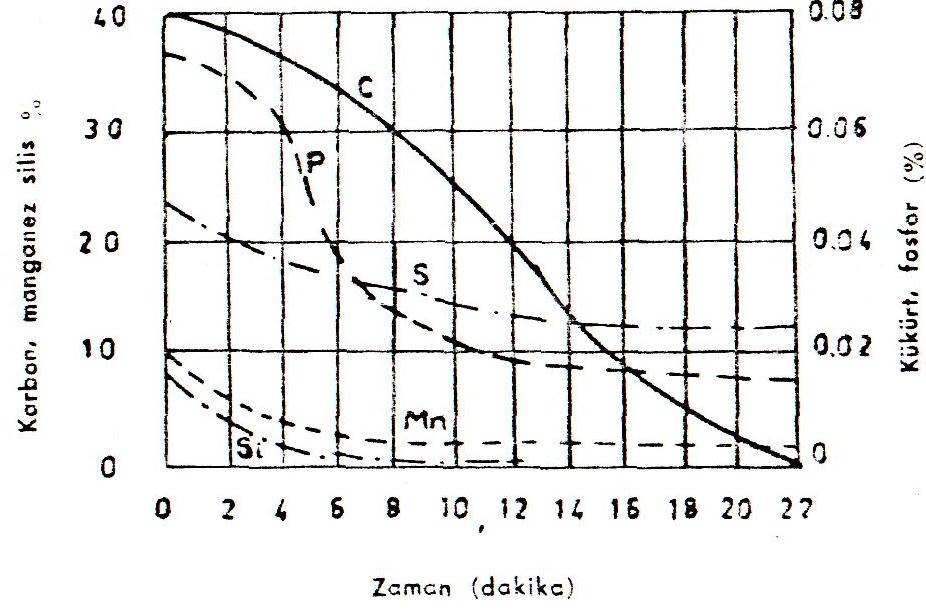 40
30
20
10
0
Karbon, manganez silis %
0.08
0.06
0.04
0.02
0
Kükürt, fosfor (%)
C
P
S
Mn
Si
0 2 4 6 8 10 12 14 16 18 20 22
Zaman (dakika)